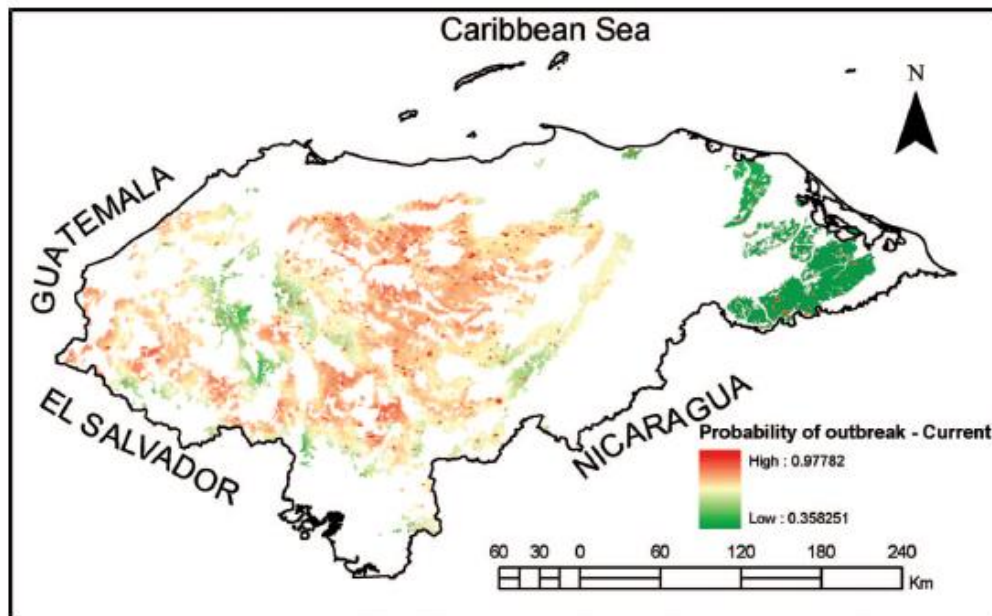 Caribbean Sea
N
GUATEMALA
EL SALVADOR
NICARAGUA
Probability of outbreak - Current
High : 0.97782
Low : 0.358251
60 30 0 60 120 180 240
Km